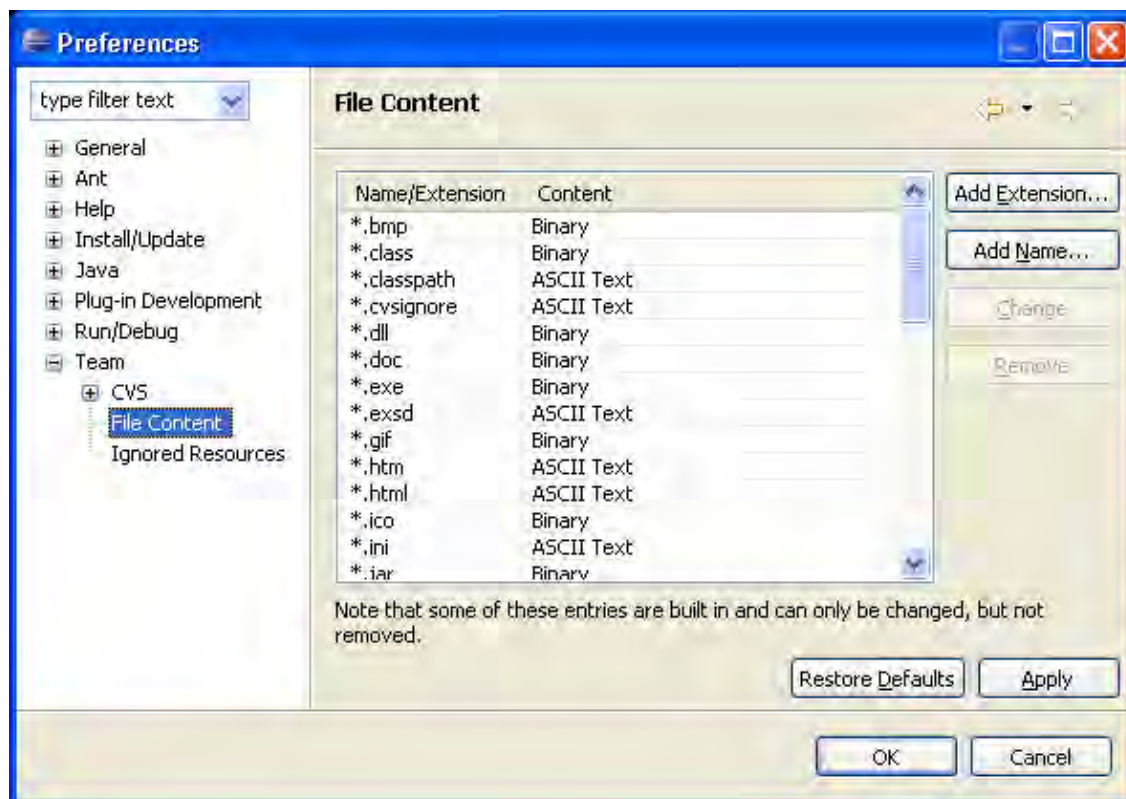 Preferences
type filter text
General
Ant
Help
Install/Update
Java
Plug-in Development
Run/Debug
Team
CVS
File Content
Ignored Resources
File Content
Name/Extension Content
*.bmp Binary
*.class Binary
*.classpath ASCII Text
*.cvsignore ASCII Text
*.dll Binary
*.doc Binary
*.exe Binary
*.exsd ASCII Text
*.gif Binary
*.htm ASCII Text
*.html ASCII Text
*.ico Binary
*.ini ASCII Text
*.jar Binary
Add Extension...
Add Name...
Change
Remove
Note that some of these entries are built in and can only be changed, but not
removed.
Restore Defaults Apply
OK Cancel